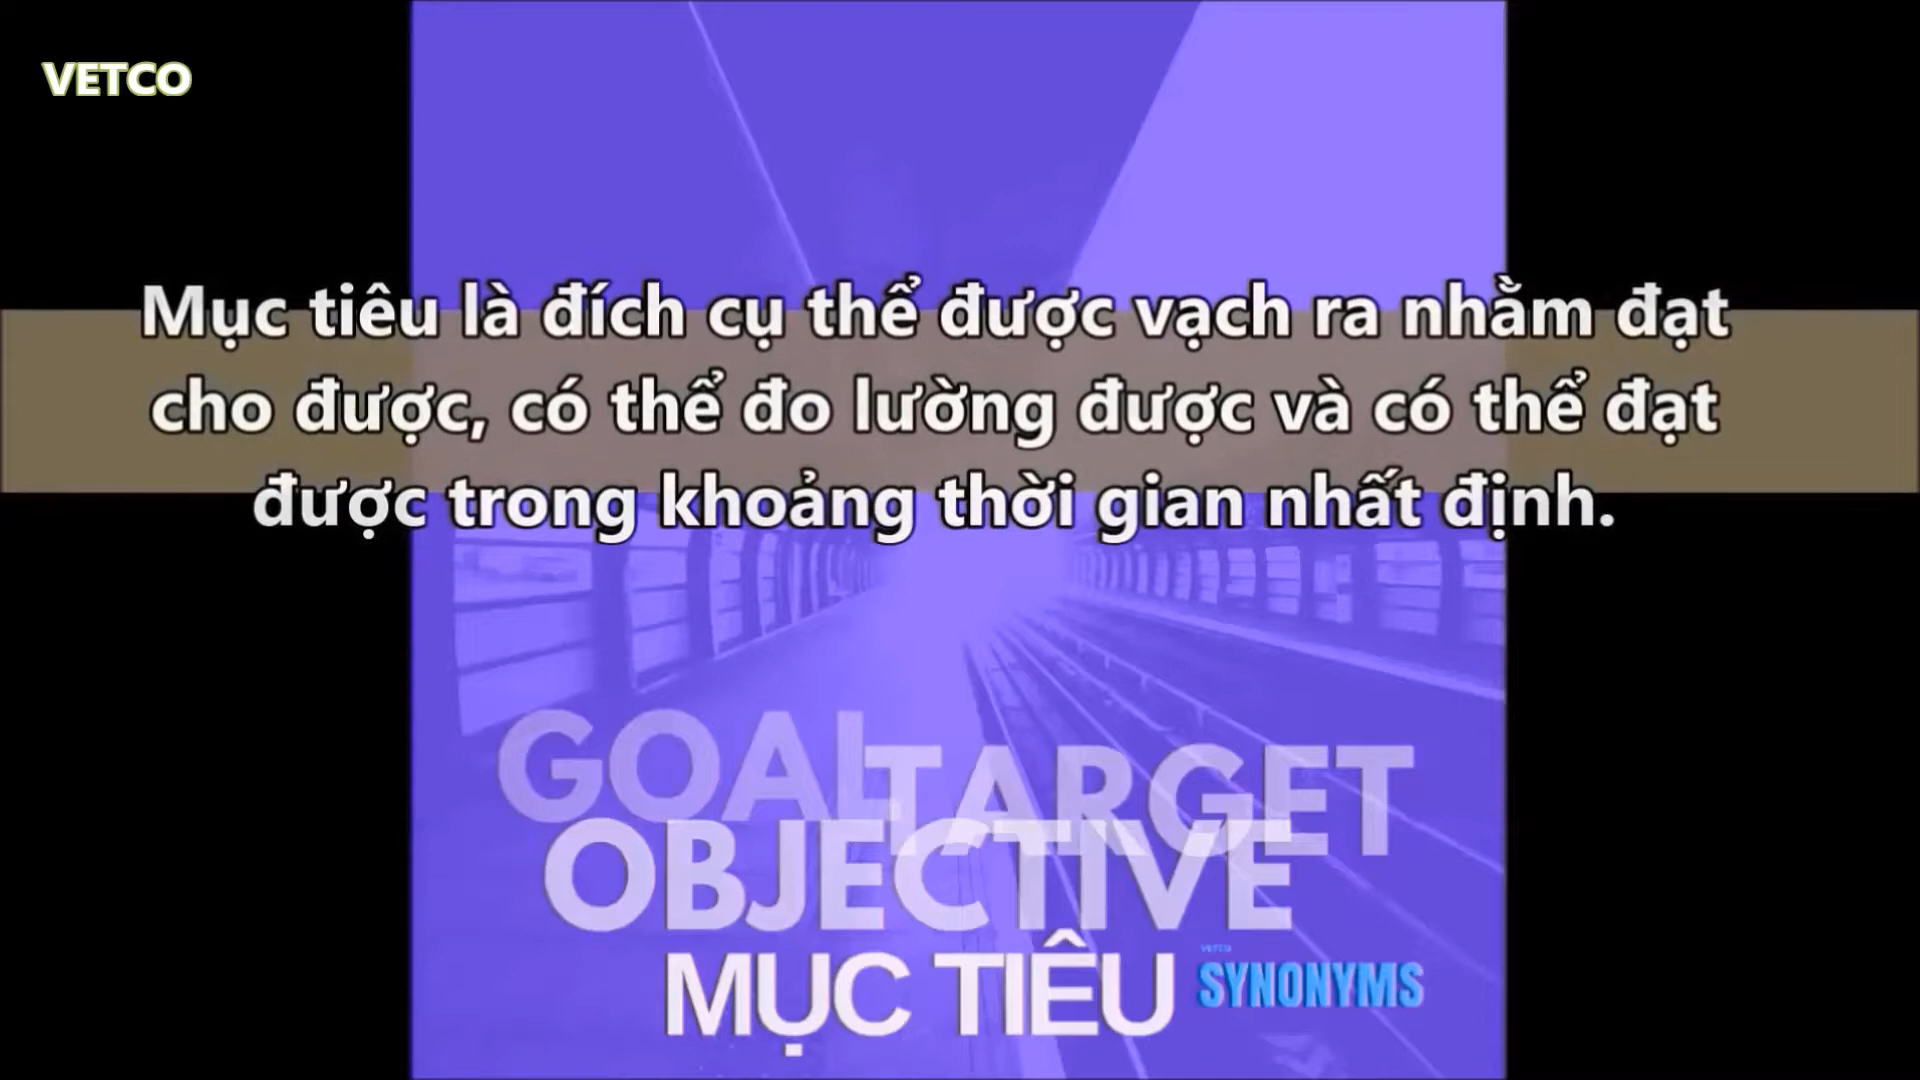 VETCO
Mục tiêu là đích cụ thể được vạch ra nhằm đạt
cho được, có thể đo lường được và có thể đạt
được trong khoảng thời gian nhất định.
GOAL
TARGET
OBJECTIVE
MỤC TIÊU
VETCO
SYNONYMS